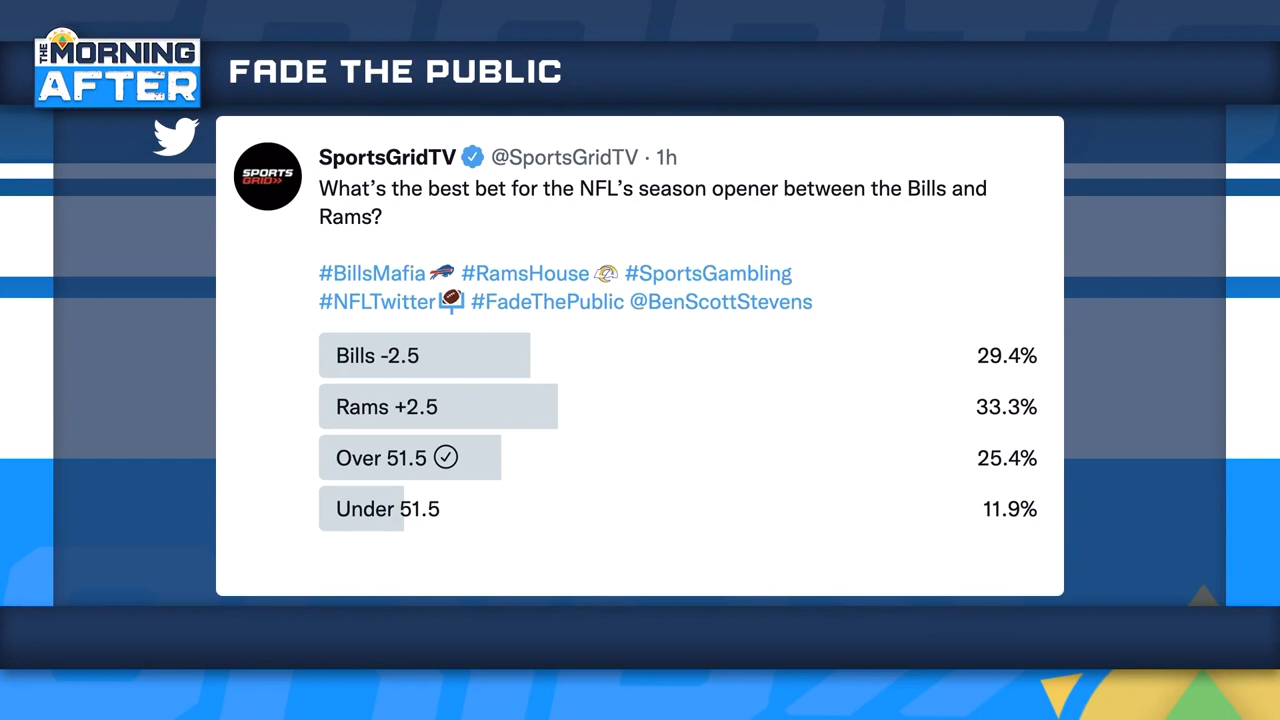 THE MORNING AFTER
FADE THE PUBLIC
SPORTS GRID
SportsGridTV @SportsGridTV · 1h
What’s the best bet for the NFL’s season opener between the Bills and
Rams?
#BillsMafia #RamsHouse #SportsGambling
#NFLTwitter #FadeThePublic @BenScottStevens
Bills -2.5 29.4%
Rams +2.5 33.3%
Over 51.5 25.4%
Under 51.5 11.9%